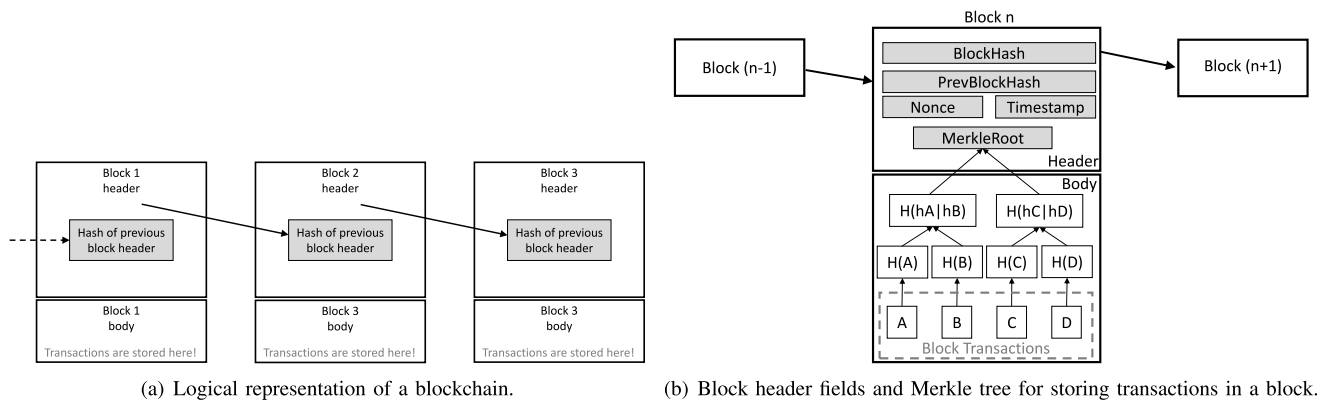 Block 1
header
Hash of previous
block header
Block 1
body
Transactions are stored here!
Block 2
header
Hash of previous
block header
Block 3
body
Transactions are stored here!
Block 3
header
Hash of previous
block header
Block 3
body
Transactions are stored here!
(a) Logical representation of a blockchain.
Block n
Block (n-1)
BlockHash
PrevBlockHash
Nonce
Timestamp
MerkleRoot
Header
Block (n+1)
Body
H(hA|hB)
H(hC|hD)
H(A)
H(B)
H(C)
H(D)
A
B
C
D
Block Transactions
(b) Block header fields and Merkle tree for storing transactions in a block.